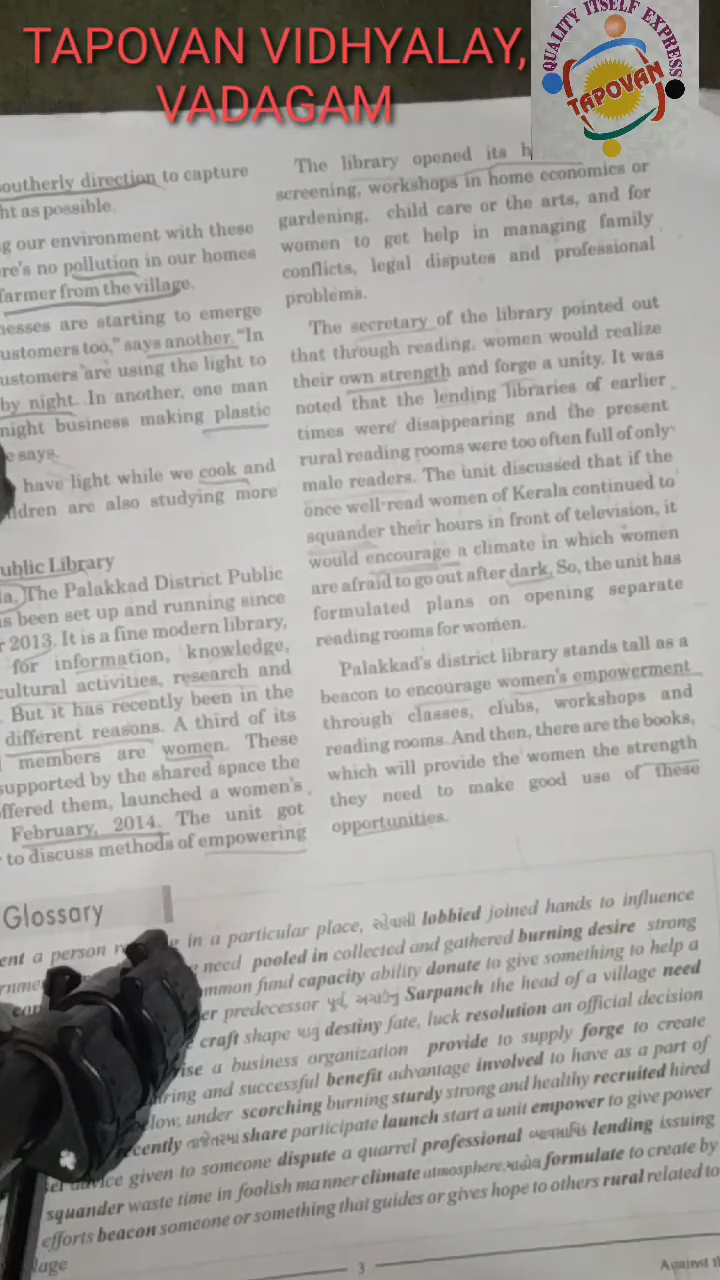 TAPOVAN VIDHYALAY,
VADAGAM
QUALITY ITSELF EXPRESS
TAPOVAN
outherly direction to capture
ht as possible.
g our environment with these
re's no pollution in our homes
farmer from the village.
nesses are starting to emerge
ustomers too," says another. "In
ustomers are using the light to
by night. In another, one man
night business making plastic
e says.
have light while we cook and
ldren are also studying more
ublic Library
la, The Palakkad District Public
s been set up and running since
r 2013. It is a fine modern library,
for information, knowledge,
cultural activities, research and
. But it has recently been in the
different reasons. A third of its
members are women. These
supported by the shared space the
offered them, launched a women's
February, 2014. The unit got
to discuss methods of empowering
The library opened its h
screening, workshops in home economics or
gardening, child care or the arts, and for
women to get help in managing family
conflicts, legal disputes and professional
problems.
The secretary of the library pointed out
that through reading, women would realize
their own strength and forge a unity. It was
noted that the lending libraries of earlier
times were disappearing and the present
rural reading rooms were too often full of only
male readers. The unit discussed that if the
once well-read women of Kerala continued to
squander their hours in front of television, it
would encourage a climate in which women
are afraid to go out after dark. So, the unit has
formulated plans on opening separate
reading rooms for women.
Palakkad's district library stands tall as a
beacon to encourage women's empowerment
through classes, clubs, workshops and
reading rooms. And then, there are the books,
which will provide the women the strength
they need to make good use of these
opportunities.
Glossary
ent a person in a particular place, lobbied joined hands to influence
need pooled in collected and gathered burning desire strong
mmon fund capacity ability donate to give something to help a
er predecessor પૂર્વ, Sarpanch the head of a village need
craft shape destiny fate, luck resolution an official decision
ise a business organization provide to supply forge to create
ring and successful benefit advantage involved to have as a part of
elow, under scorching burning sturdy strong and healthy recruited hired
ecently share participate launch start a unit empower to give power
advice given to someone dispute a quarrel professional lending issuing
squander waste time in foolish manner climate atmosphere, formulate to create by
efforts beacon someone or something that guides or gives hope to others rural related to
lage
3
Against th